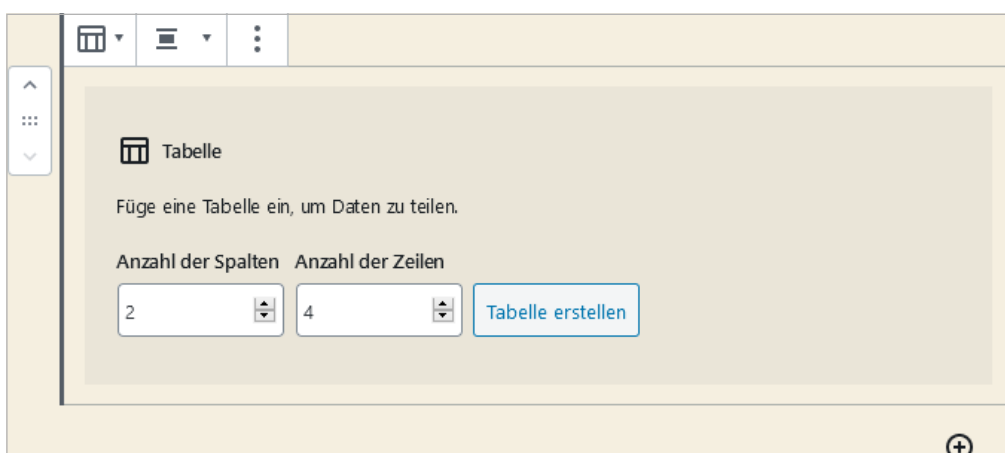 Tabelle
Füge eine Tabelle ein, um Daten zu teilen.
Anzahl der Spalten Anzahl der Zeilen
2 4 Tabelle erstellen